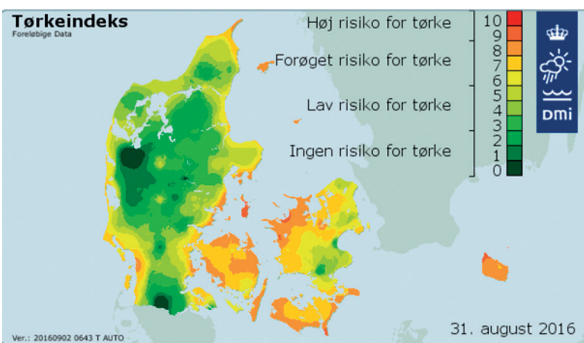 Tørkeindeks
Foreløbige Data
Høj risiko for tørke
Forøget risiko for tørke
Lav risiko for tørke
Ingen risiko for tørke
10
9
8
7
6
5
4
3
2
1
0
DMI
31. august 2016
Ver.: 20160902 0643 T AUTO